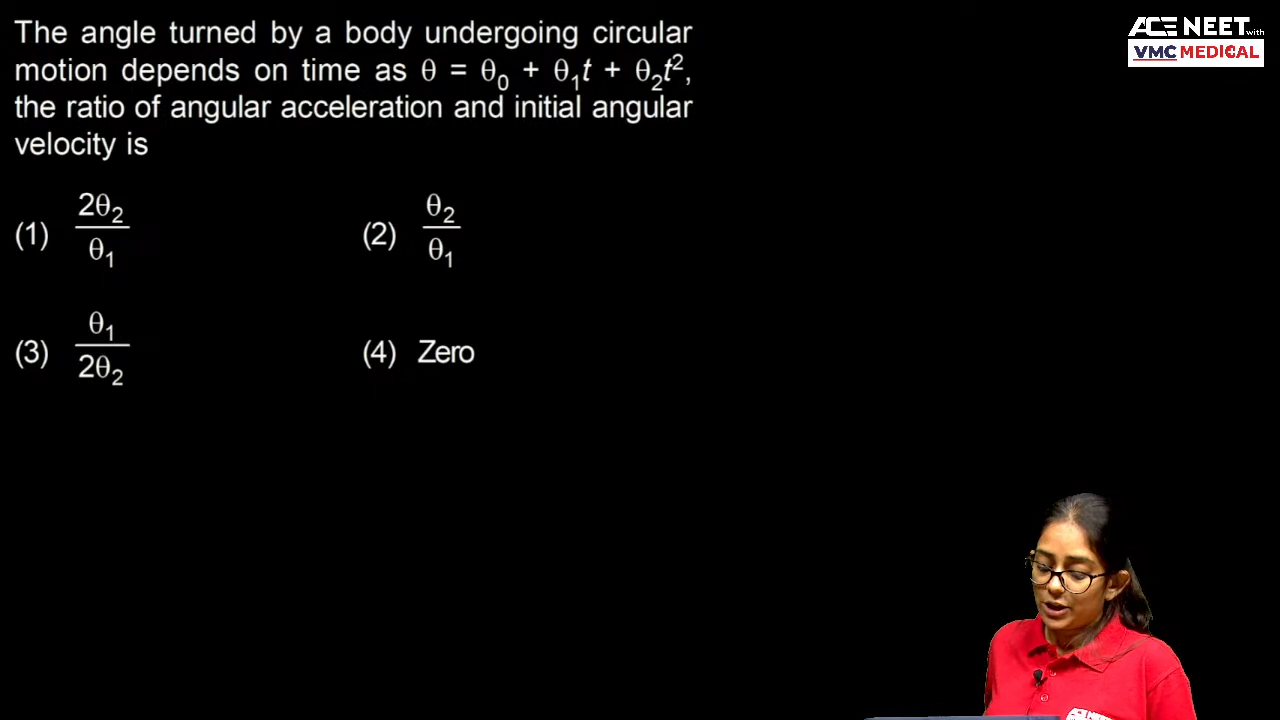 The angle turned by a body undergoing circular
motion depends on time as θ = θ₀ + θ₁t + θ₂t²,
the ratio of angular acceleration and initial angular
velocity is
(1) 2θ₂/θ₁
(2) θ₂/θ₁
(3) θ₁/2θ₂
(4) Zero
ACE NEET with
VMC MEDICAL
ACE NEET